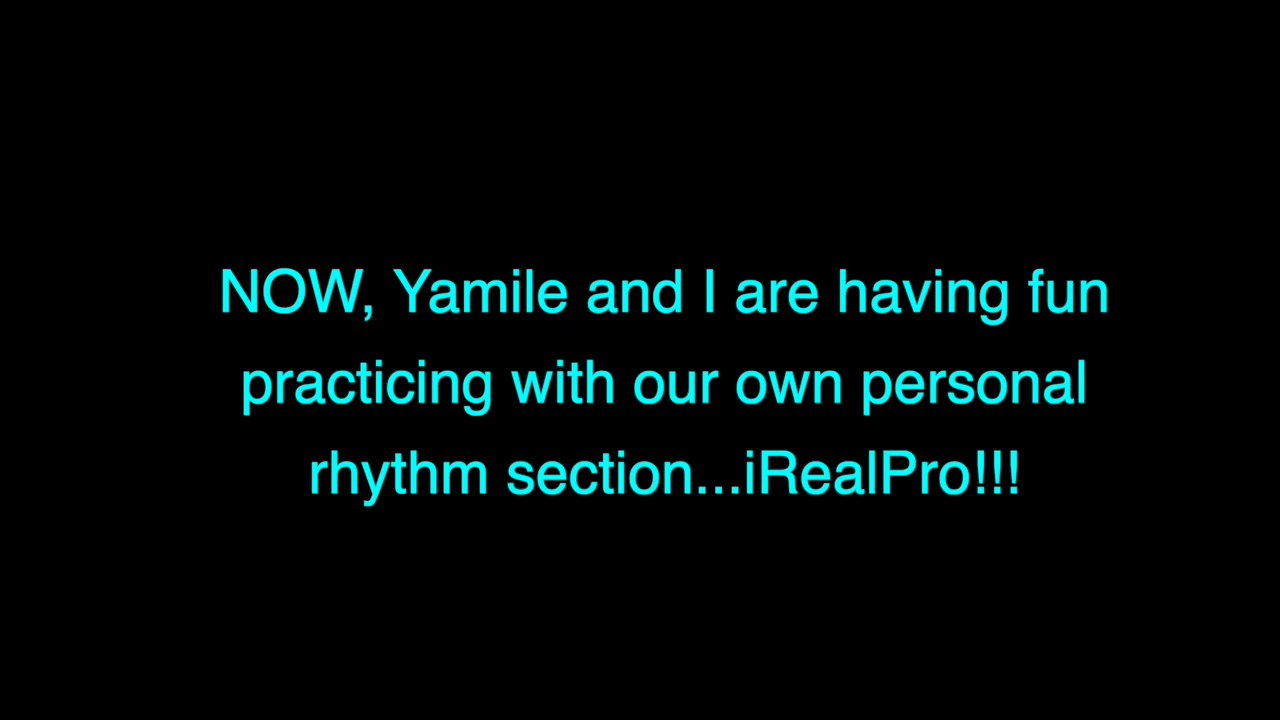 NOW, Yamile and I are having fun
practicing with our own personal
rhythm section...iRealPro!!!